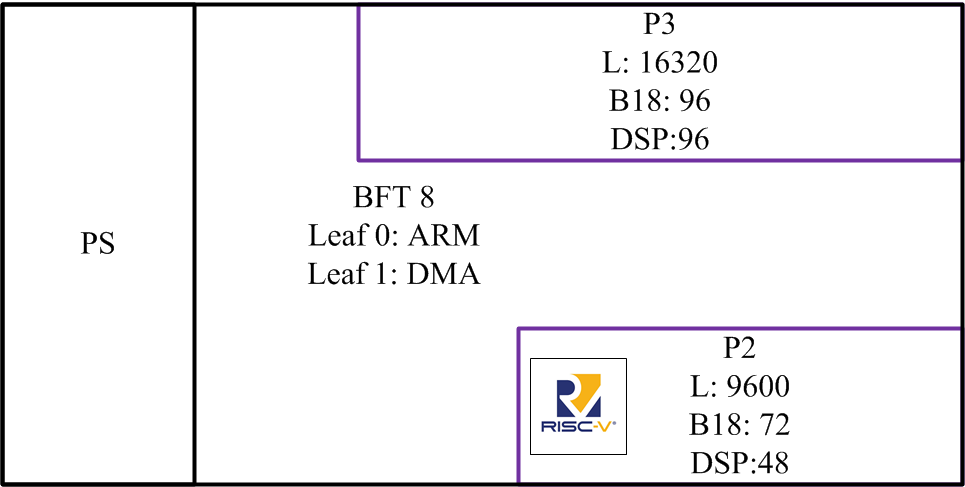 P3
L: 16320
B18: 96
DSP:96
BFT 8
Leaf 0: ARM
Leaf 1: DMA
PS
P2
L: 9600
B18: 72
DSP:48
RISC-V®